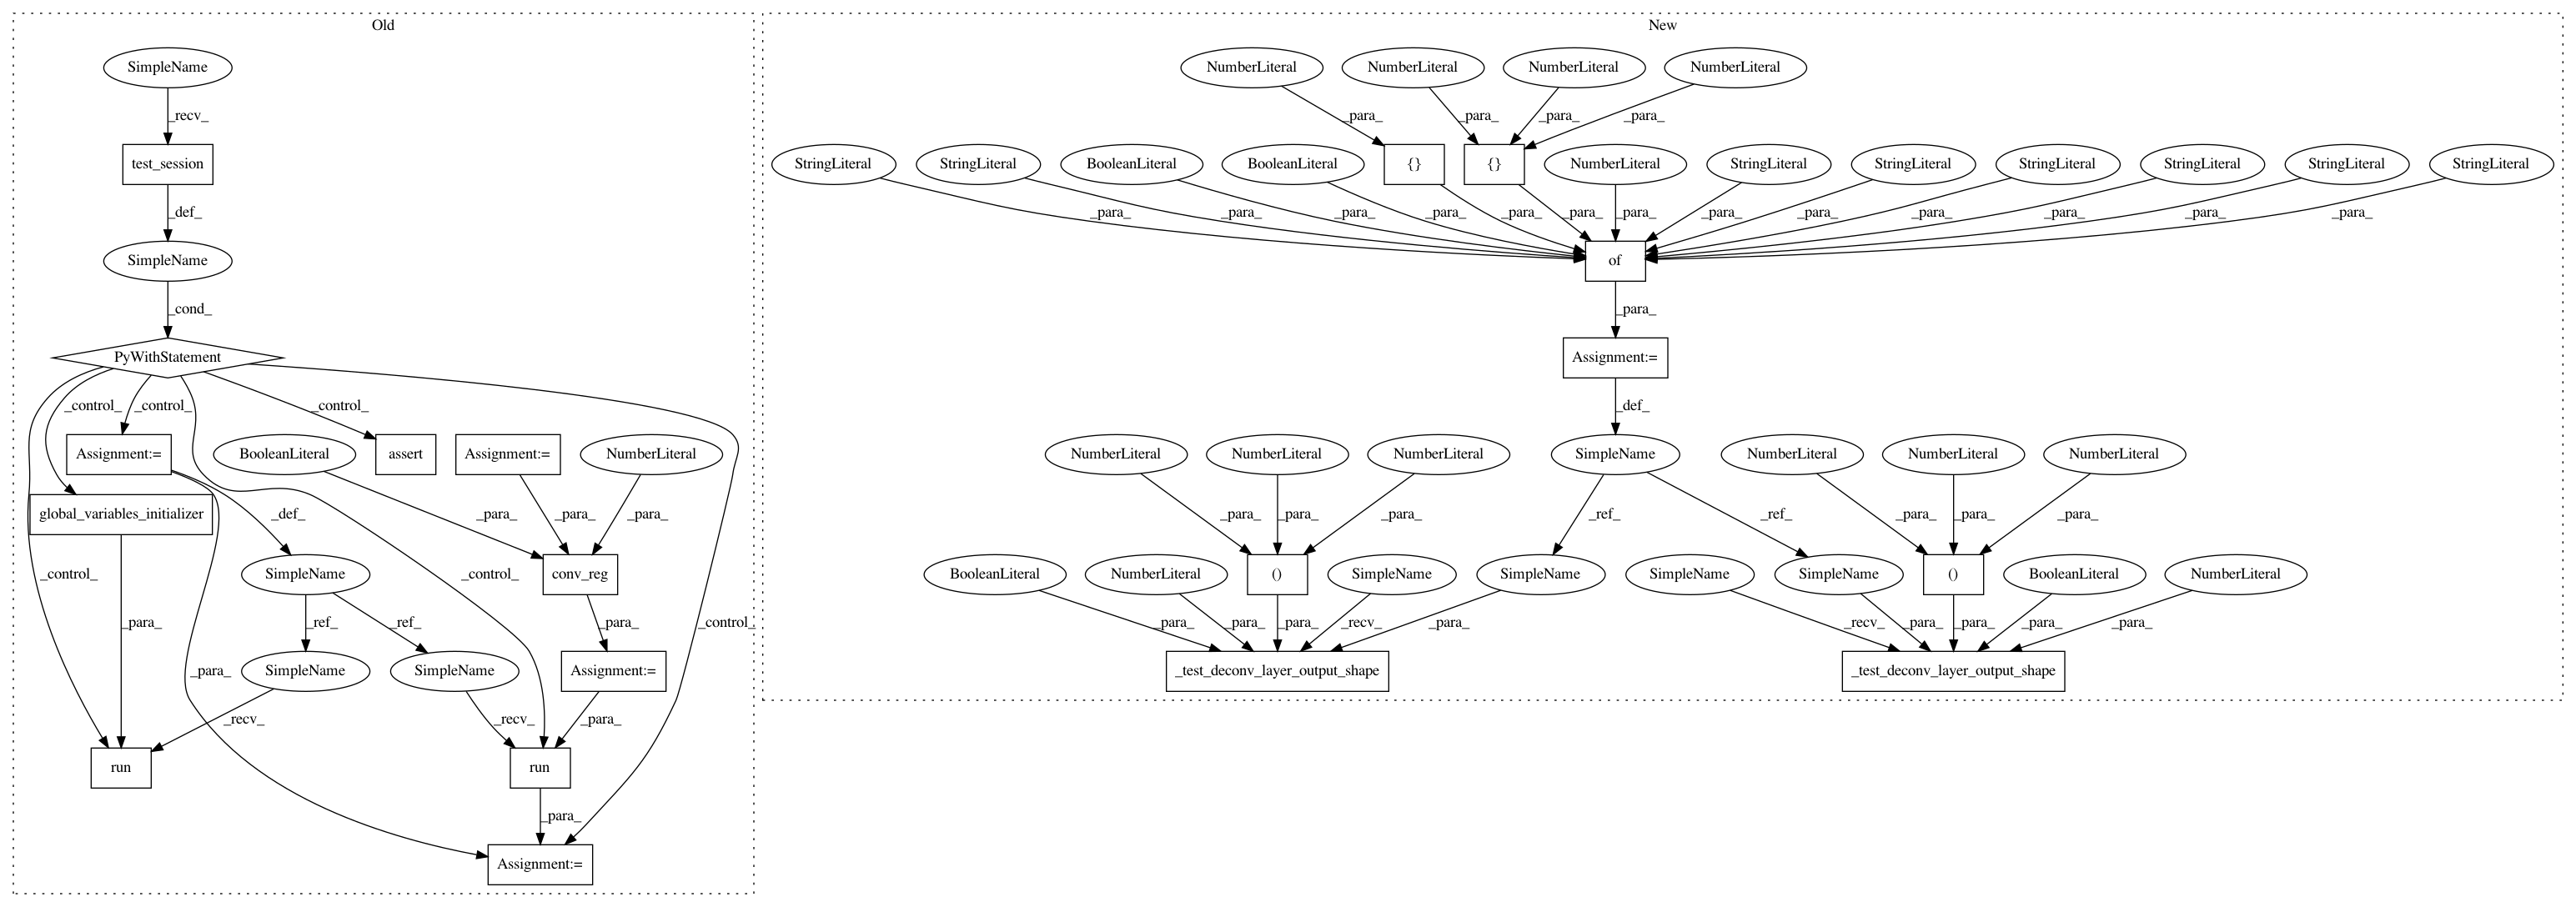 Old
New
SimpleName
_recv_
test_session
_def_
SimpleName
_cond_
PyWithStatement
_control_
_control_
_control_
Assignment:=
BooleanLiteral
assert
Assignment:=
NumberLiteral
global_variables_initializer
_def_
_para_
_para_
_para_
_control_
SimpleName
_control_
conv_reg
_para_
_ref_
_ref_
_para_
_control_
_para_
SimpleName
SimpleName
Assignment:=
_recv_
_recv_
_para_
run
run
_para_
Assignment:=
NumberLiteral
NumberLiteral
NumberLiteral
NumberLiteral
_para_
_para_
_para_
_para_
StringLiteral
StringLiteral
BooleanLiteral
BooleanLiteral
{}
{}
NumberLiteral
StringLiteral
StringLiteral
StringLiteral
StringLiteral
StringLiteral
StringLiteral
_para_
_para_
_para_
_para_
_para_
_para_
_para_
_para_
_para_
_para_
_para_
_para_
_para_
of
_para_
Assignment:=
_def_
NumberLiteral
NumberLiteral
NumberLiteral
SimpleName
NumberLiteral
NumberLiteral
NumberLiteral
_para_
_para_
_para_
_ref_
_ref_
_para_
_para_
_para_
BooleanLiteral
NumberLiteral
()
SimpleName
SimpleName
SimpleName
SimpleName
()
BooleanLiteral
NumberLiteral
_para_
_para_
_para_
_recv_
_para_
_recv_
_para_
_para_
_para_
_para_
_test_deconv_layer_output_shape
_test_deconv_layer_output_shape